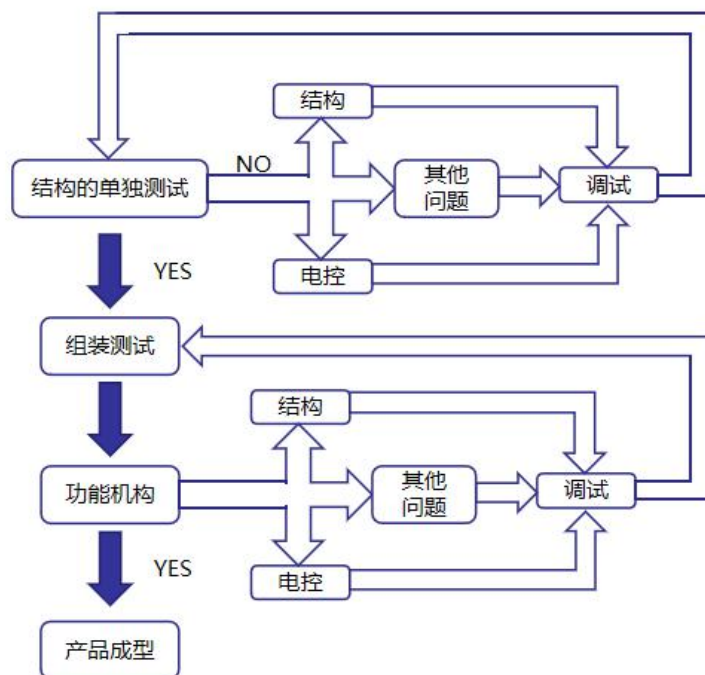 结构
NO
结构的单独测试
其他
问题
调试
电控
YES
组装测试
结构
功能机构
其他
问题
调试
电控
YES
产品成型